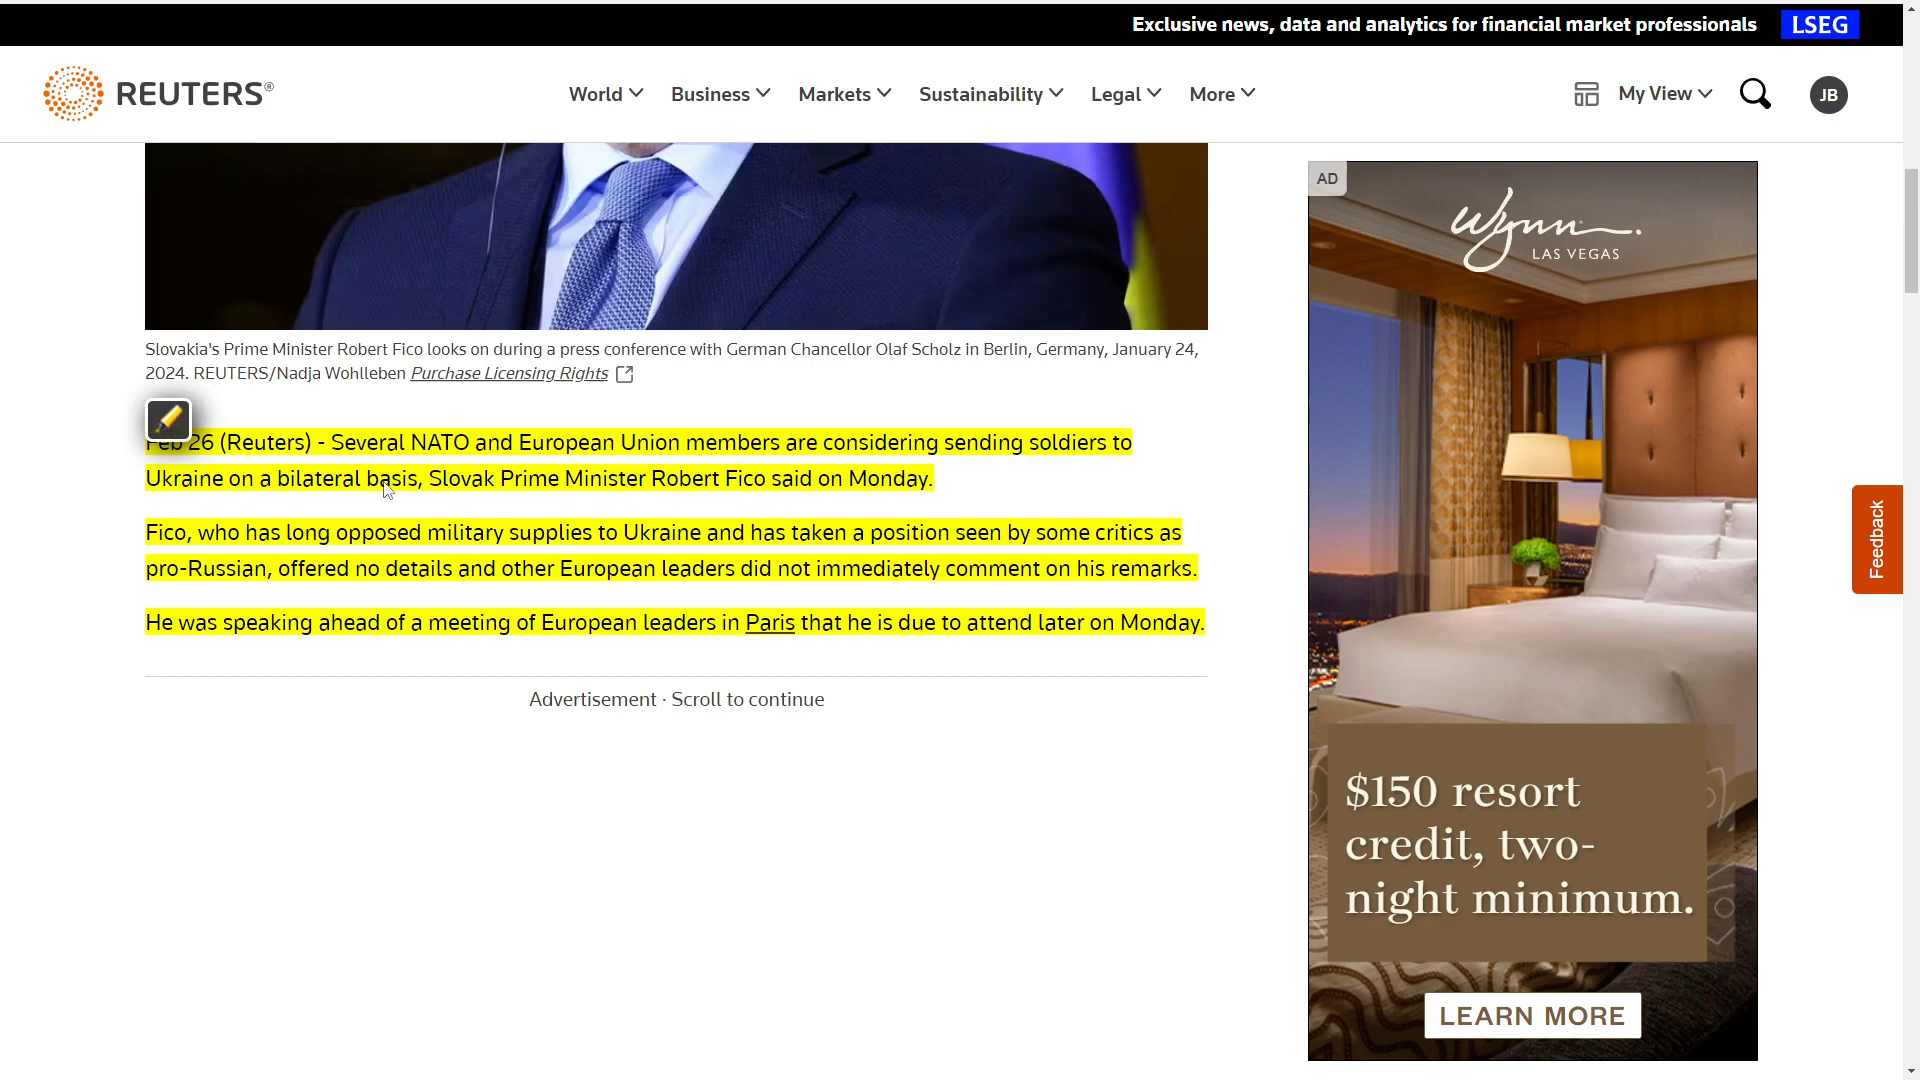 Exclusive news, data and analytics for financial market professionals LSEG
REUTERS®
World Business Markets Sustainability Legal More
My View
JB
Slovakia's Prime Minister Robert Fico looks on during a press conference with German Chancellor Olaf Scholz in Berlin, Germany, January 24,
2024. REUTERS/Nadja Wohlleben Purchase Licensing Rights
Feb 26 (Reuters) - Several NATO and European Union members are considering sending soldiers to
Ukraine on a bilateral basis, Slovak Prime Minister Robert Fico said on Monday.
Fico, who has long opposed military supplies to Ukraine and has taken a position seen by some critics as
pro-Russian, offered no details and other European leaders did not immediately comment on his remarks.
He was speaking ahead of a meeting of European leaders in Paris that he is due to attend later on Monday.
Advertisement · Scroll to continue
AD
Wynn
LAS VEGAS
$150 resort
credit, two-
night minimum.
LEARN MORE
Feedback